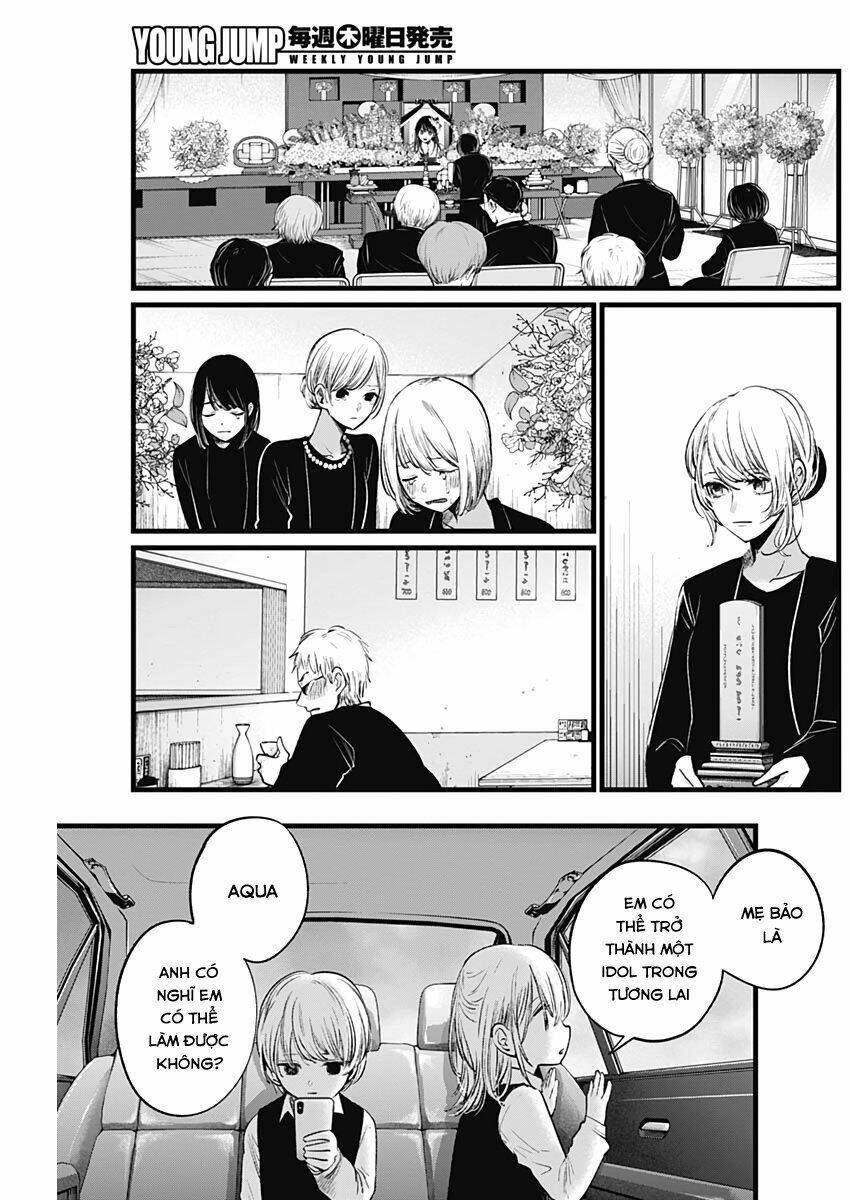 YOUNG JUMP 毎週木曜日発売
WEEKLY YOUNG JUMP
MẸ BẢO
LÀ
EM CÓ
THỂ TRỞ
THÀNH MỘT
IDOL TRONG
TƯƠNG LAI
AQUA
ANH CÓ
NGHĨ EM
CÓ THỂ
LÀM ĐƯỢC
KHÔNG?